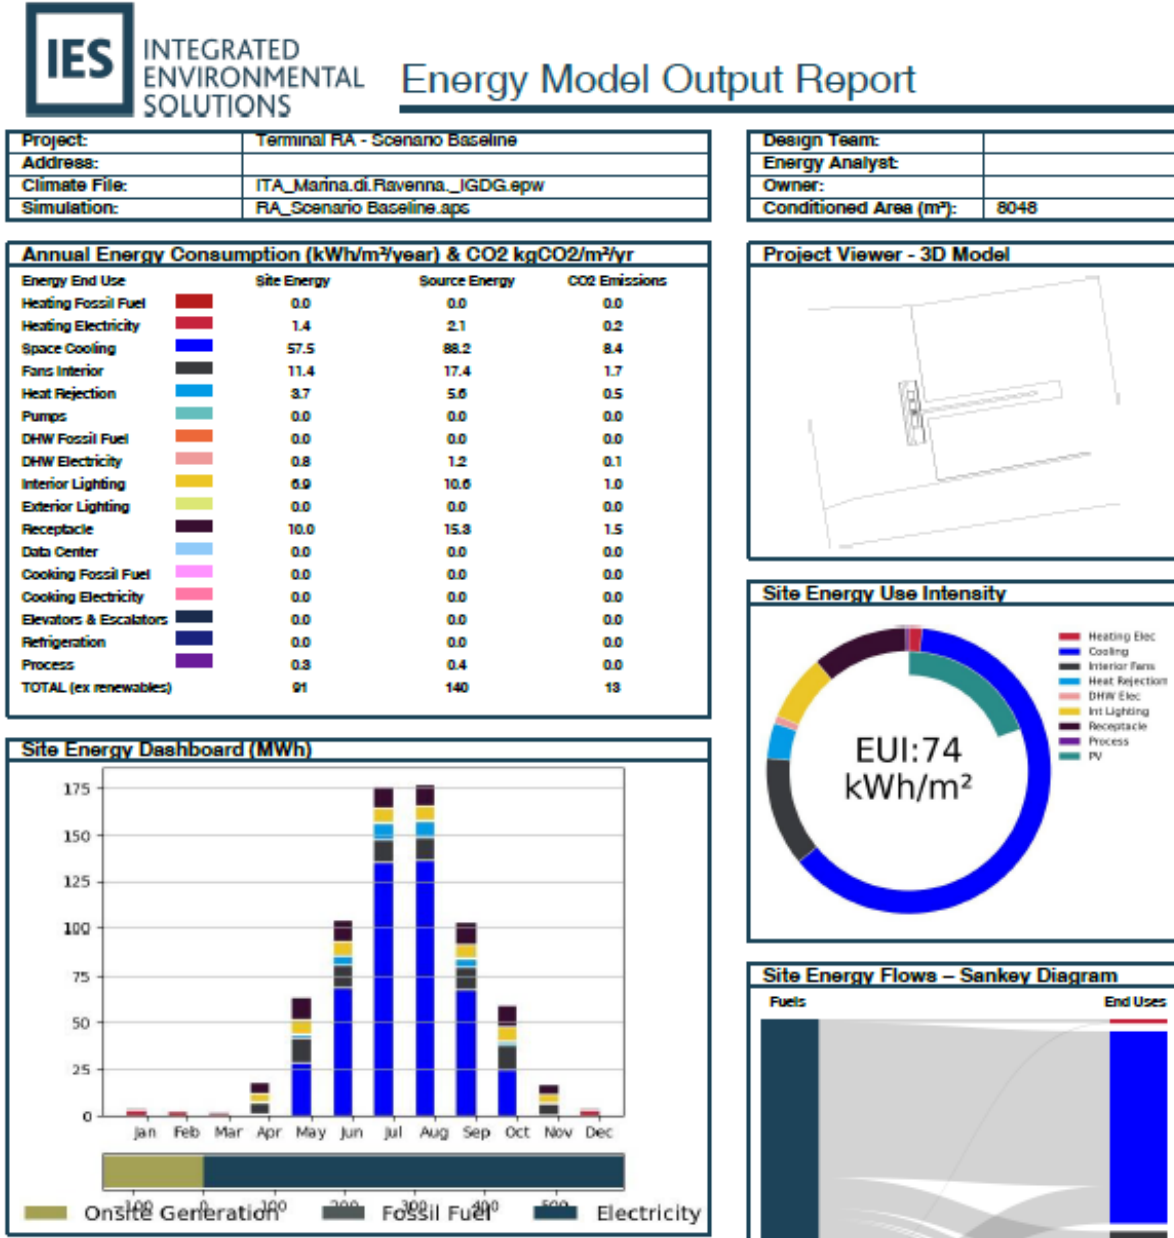 IES INTEGRATED
ENVIRONMENTAL
SOLUTIONS
Energy Model Output Report
Project: Terminal RA - Scenario Baseline
Address:
Climate File: ITA_Marina.di.Ravenna._IGDG.epw
Simulation: RA_Scenario Baseline.aps
Design Team:
Energy Analyst:
Owner:
Conditioned Area (m²): 8048
Annual Energy Consumption (kWh/m²/year) & CO2 kgCO2/m²/yr
Energy End Use Site Energy Source Energy CO2 Emissions
Heating Fossil Fuel 0.0 0.0 0.0
Heating Electricity 1.4 2.1 0.2
Space Cooling 57.5 88.2 8.4
Fans Interior 11.4 17.4 1.7
Heat Rejection 3.7 5.6 0.5
Pumps 0.0 0.0 0.0
DHW Fossil Fuel 0.0 0.0 0.0
DHW Electricity 0.8 1.2 0.1
Interior Lighting 6.9 10.6 1.0
Exterior Lighting 0.0 0.0 0.0
Receptacle 10.0 15.3 1.5
Data Center 0.0 0.0 0.0
Cooking Fossil Fuel 0.0 0.0 0.0
Cooking Electricity 0.0 0.0 0.0
Elevators & Escalators 0.0 0.0 0.0
Refrigeration 0.0 0.0 0.0
Process 0.3 0.4 0.0
TOTAL (ex renewables) 91 140 13
Project Viewer - 3D Model
Site Energy Use Intensity
EUI:74
kWh/m²
Heating Elec
Cooling
Interior Fans
Heat Rejection
DHW Elec
Int Lighting
Receptacle
Process
PV
Site Energy Dashboard (MWh)
175
150
125
100
75
50
25
0
Jan Feb Mar Apr May Jun Jul Aug Sep Oct Nov Dec
-100 0 100 200 300 400 500
Onsite Generation Fossil Fuel Electricity
Site Energy Flows – Sankey Diagram
Fuels End Uses